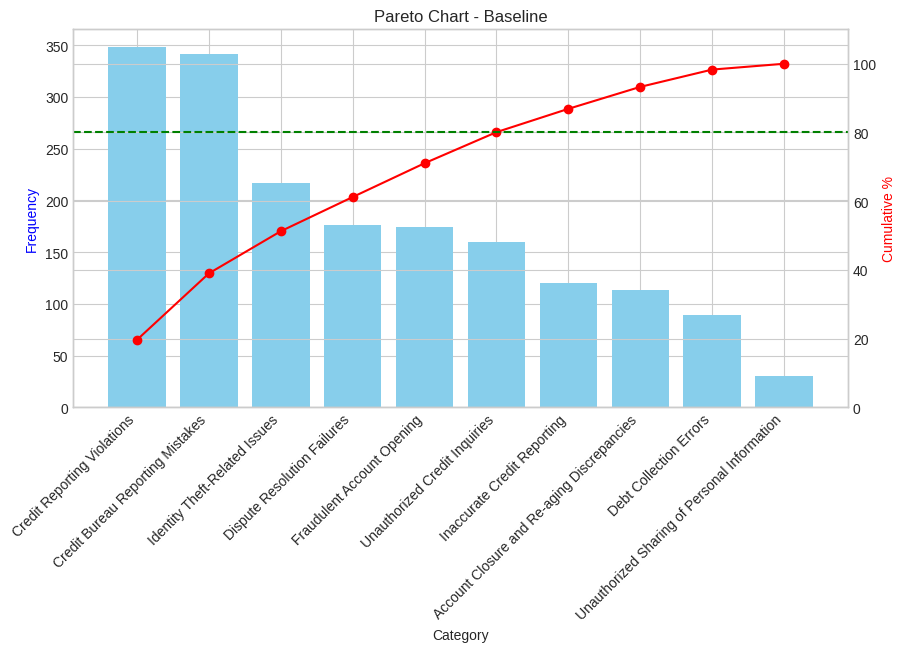 Pareto Chart - Baseline
350
300
250
200
150
100
50
0
Frequency
100
80
60
40
20
0
Cumulative %
Credit Reporting Violations
Credit Bureau Reporting Mistakes
Identity Theft-Related Issues
Dispute Resolution Failures
Fraudulent Account Opening
Unauthorized Credit Inquiries
Inaccurate Credit Reporting
Account Closure and Re-aging Discrepancies
Debt Collection Errors
Unauthorized Sharing of Personal Information
Category